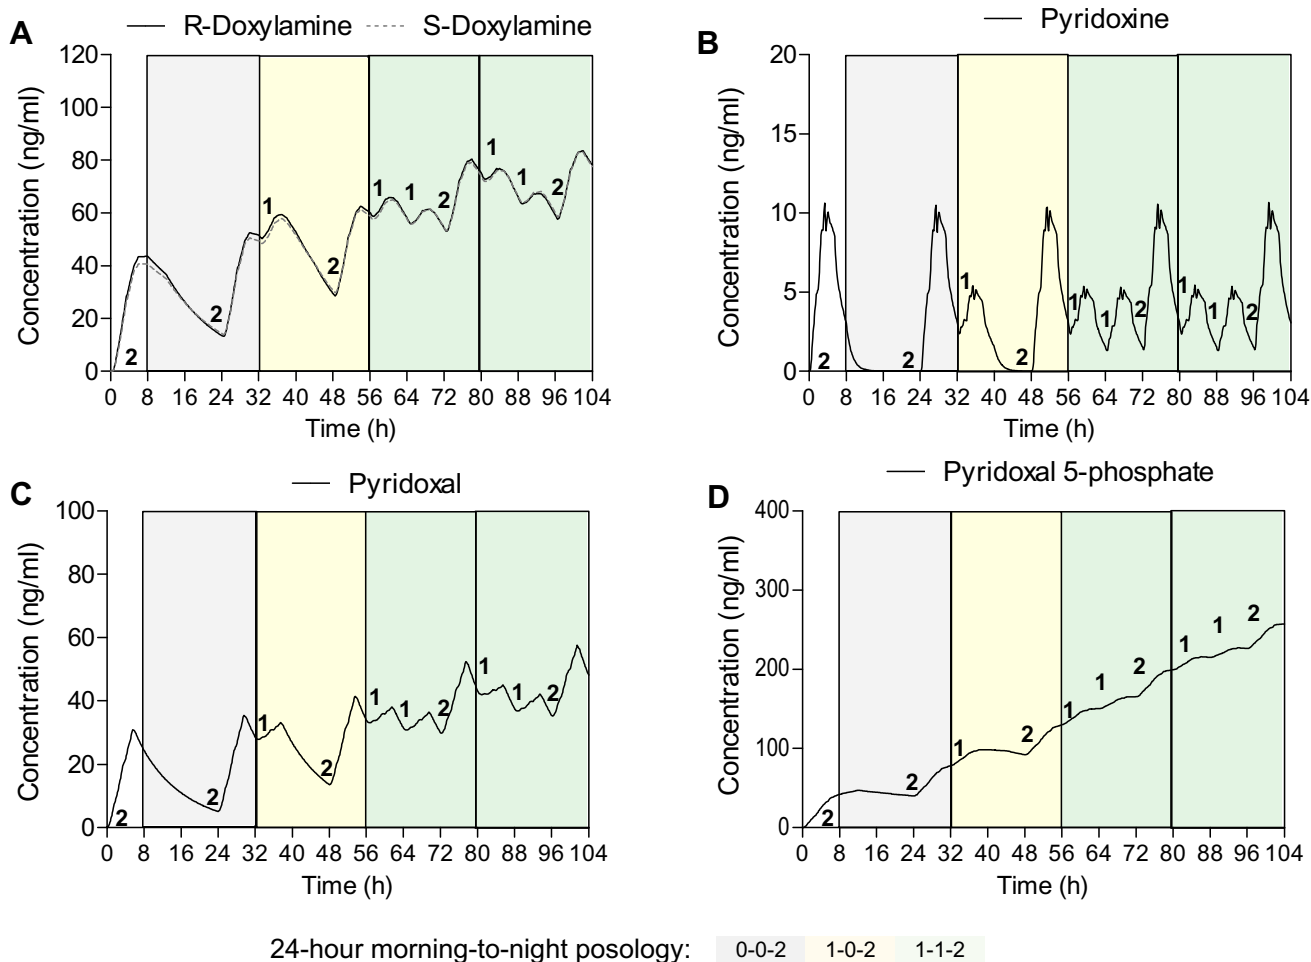 A
R-Doxylamine S-Doxylamine
Concentration (ng/ml)
120
100
80
60
40
20
0
2 2 1 2 1 1 2 1 1 2
0 8 16 24 32 40 48 56 64 72 80 88 96 104
Time (h)
B
Pyridoxine
Concentration (ng/ml)
20
15
10
5
0
2 2 1 2 1 1 2 1 1 2
0 8 16 24 32 40 48 56 64 72 80 88 96 104
Time (h)
C
Pyridoxal
Concentration (ng/ml)
100
80
60
40
20
0
2 2 1 2 1 1 2 1 1 2
0 8 16 24 32 40 48 56 64 72 80 88 96 104
Time (h)
D
Pyridoxal 5-phosphate
Concentration (ng/ml)
400
300
200
100
0
2 2 1 2 1 1 2 1 1 2
0 8 16 24 32 40 48 56 64 72 80 88 96 104
Time (h)
24-hour morning-to-night posology: 0-0-2 1-0-2 1-1-2